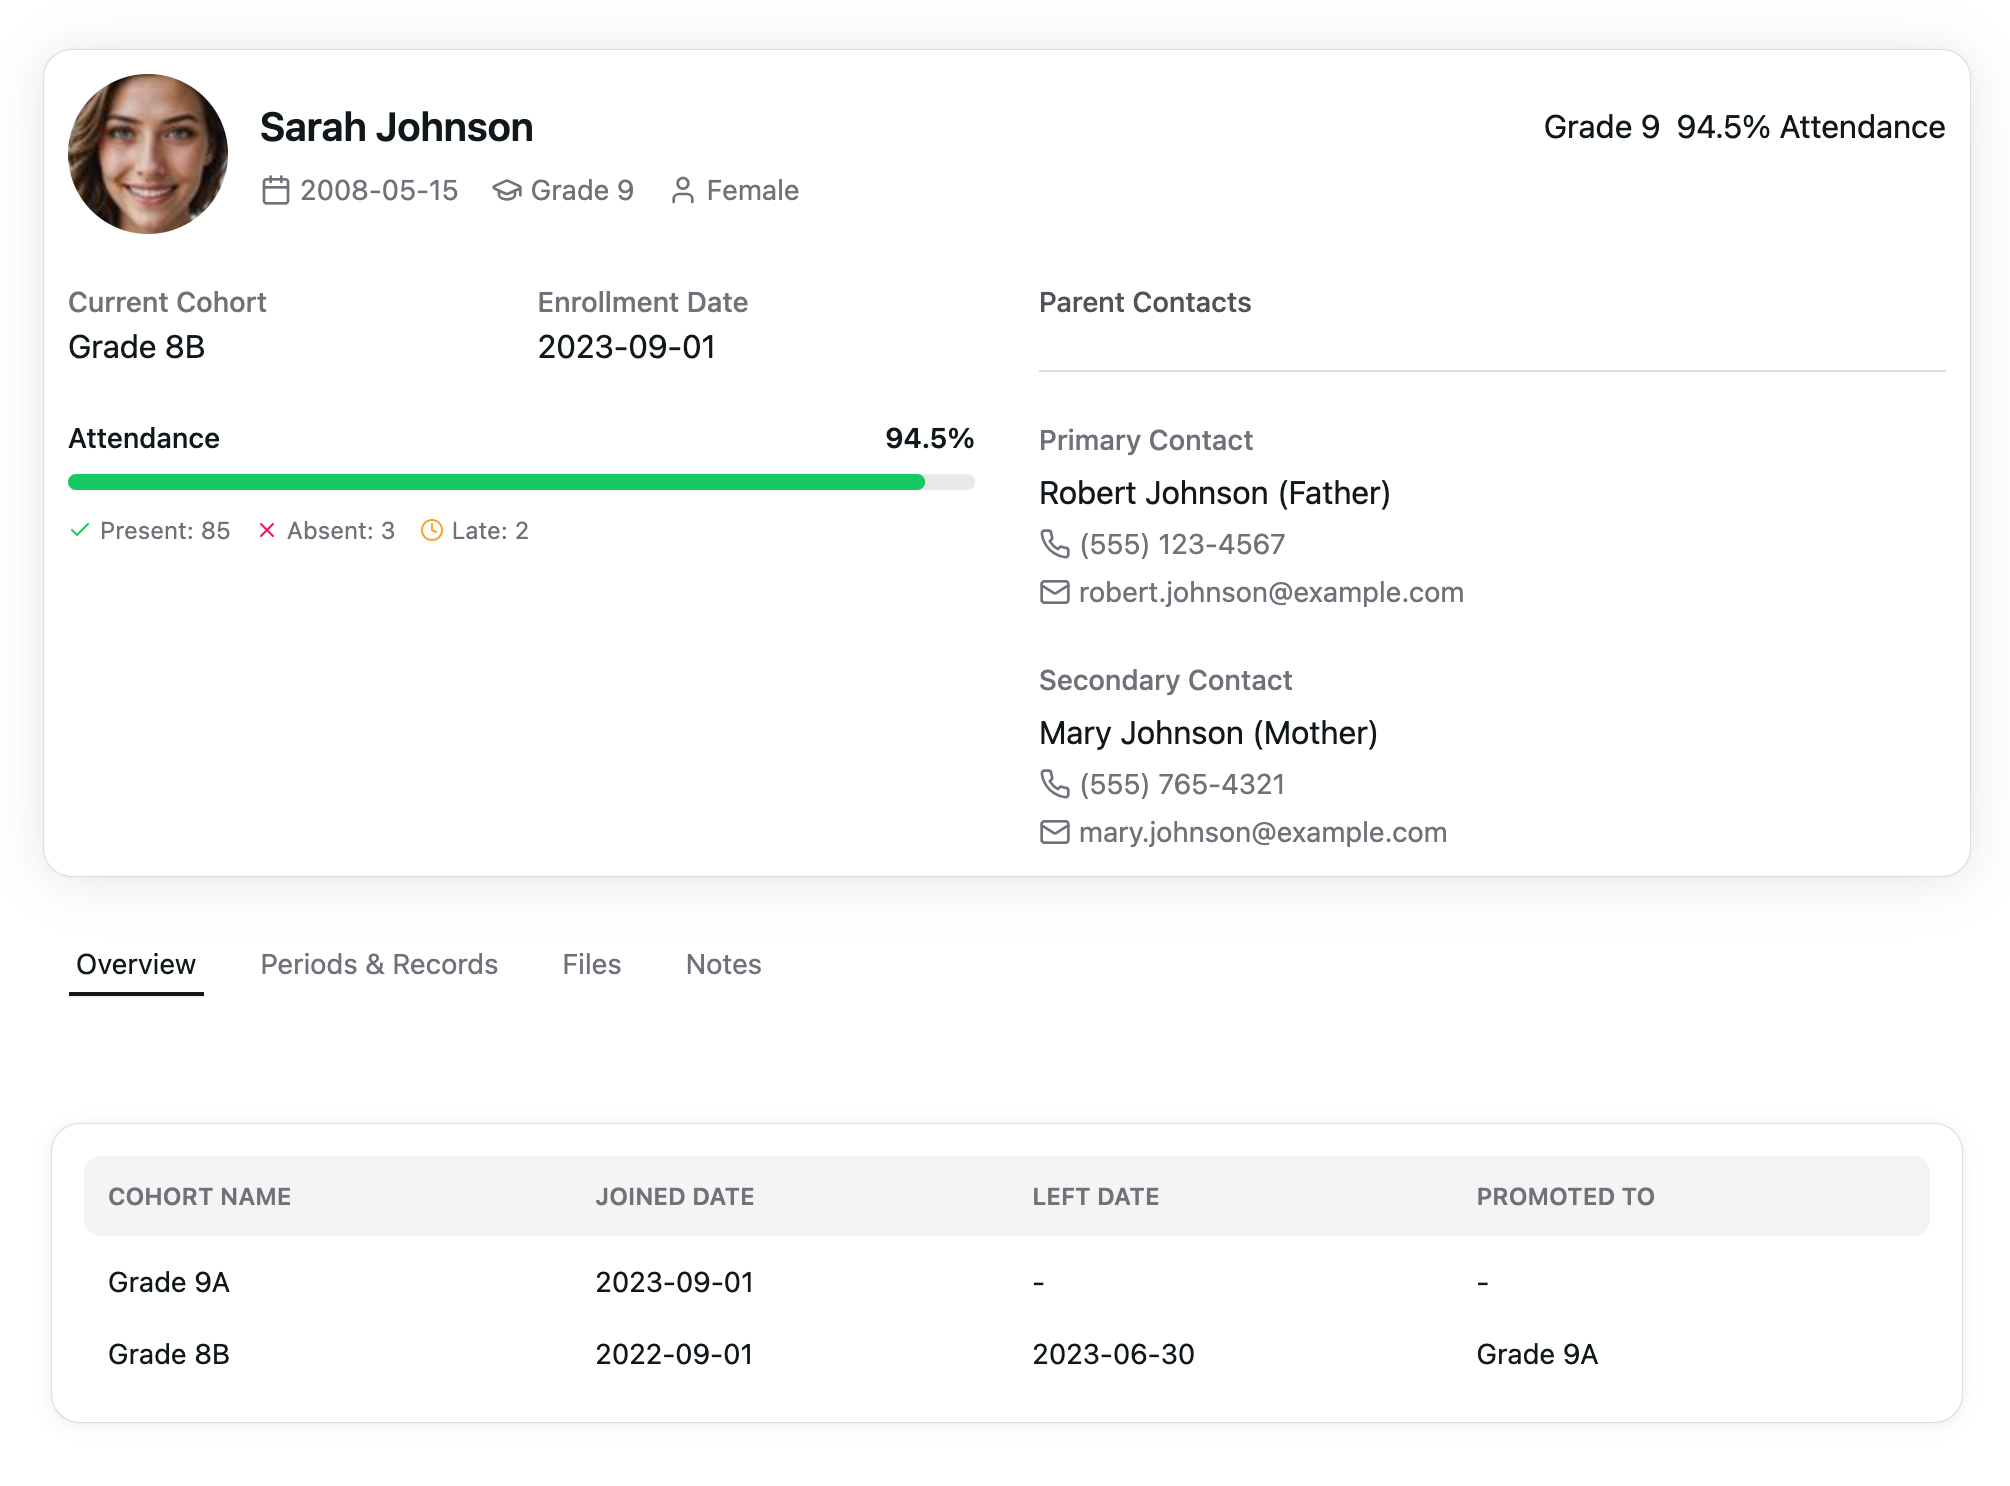 Sarah Johnson
Grade 9 94.5% Attendance
2008-05-15 Grade 9 Female
Current Cohort
Grade 8B
Enrollment Date
2023-09-01
Attendance 94.5%
Present: 85 Absent: 3 Late: 2
Parent Contacts
Primary Contact
Robert Johnson (Father)
(555) 123-4567
robert.johnson@example.com
Secondary Contact
Mary Johnson (Mother)
(555) 765-4321
mary.johnson@example.com
Overview Periods & Records Files Notes
COHORT NAME JOINED DATE LEFT DATE PROMOTED TO
Grade 9A 2023-09-01 - -
Grade 8B 2022-09-01 2023-06-30 Grade 9A